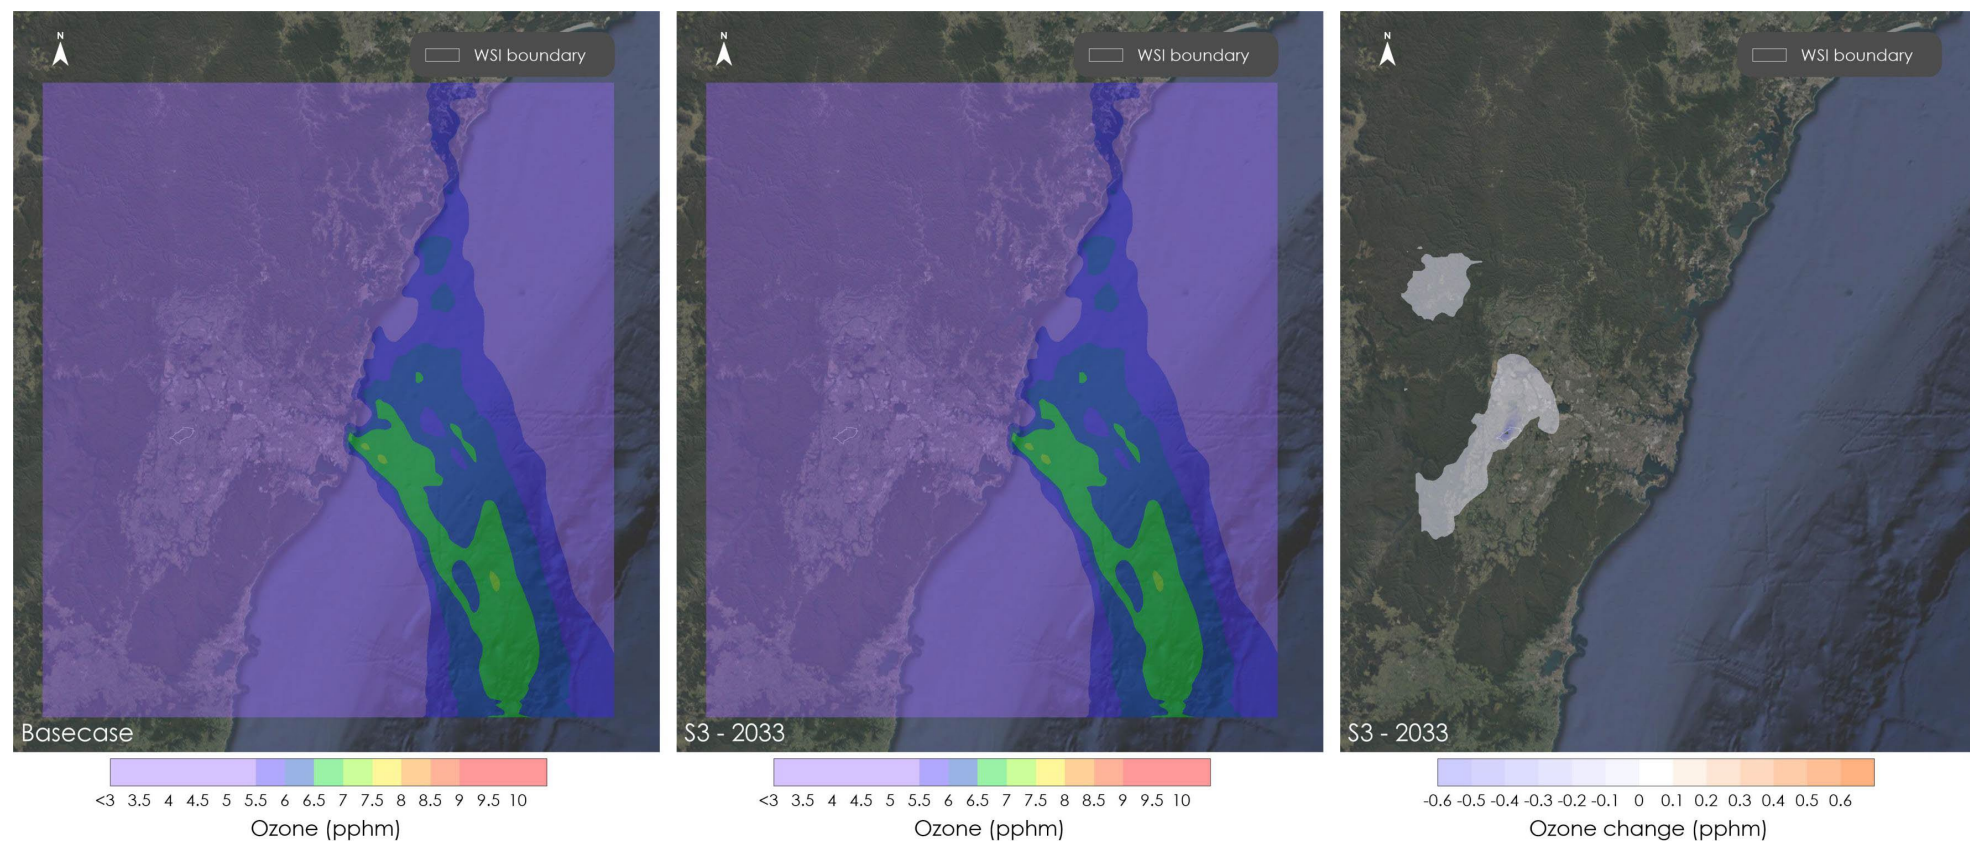 N
WSI boundary
N
WSI boundary
N
WSI boundary
Basecase
S3 - 2033
S3 - 2033
<3 3.5 4 4.5 5 5.5 6 6.5 7 7.5 8 8.5 9 9.5 10
<3 3.5 4 4.5 5 5.5 6 6.5 7 7.5 8 8.5 9 9.5 10
-0.6 -0.5 -0.4 -0.3 -0.2 -0.1 0 0.1 0.2 0.3 0.4 0.5 0.6
Ozone (pphm)
Ozone (pphm)
Ozone change (pphm)